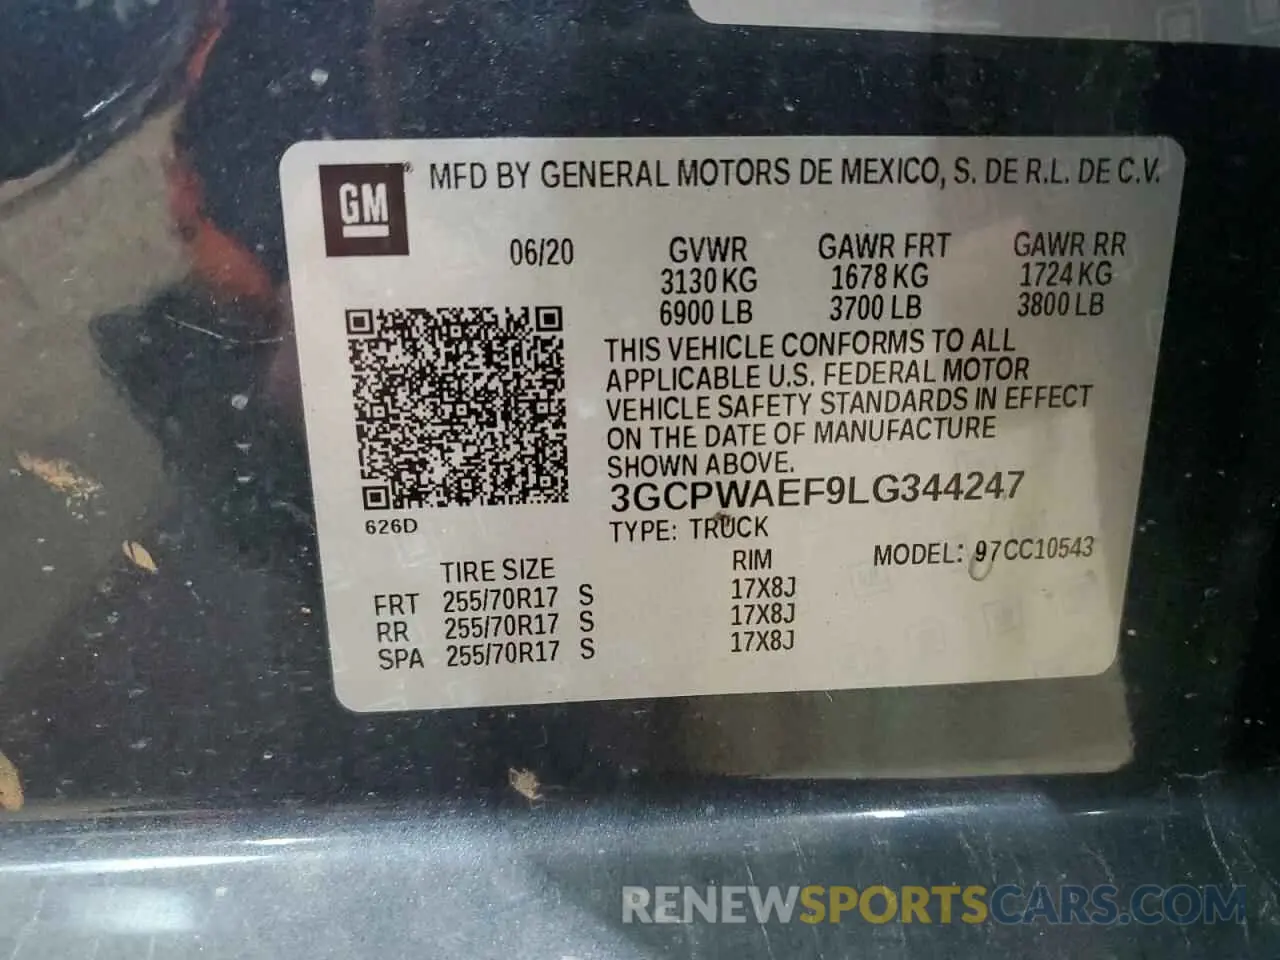 GM® MFD BY GENERAL MOTORS DE MEXICO, S. DE R.L. DE C.V.
06/20 GVWR GAWR FRT GAWR RR
3130 KG 1678 KG 1724 KG
6900 LB 3700 LB 3800 LB
THIS VEHICLE CONFORMS TO ALL
APPLICABLE U.S. FEDERAL MOTOR
VEHICLE SAFETY STANDARDS IN EFFECT
ON THE DATE OF MANUFACTURE
SHOWN ABOVE.
3GCPWAEF9LG344247
626D TYPE: TRUCK
TIRE SIZE RIM MODEL: 97CC10543
FRT 255/70R17 S 17X8J
RR 255/70R17 S 17X8J
SPA 255/70R17 S 17X8J
RENEWSPORTSCARS.COM